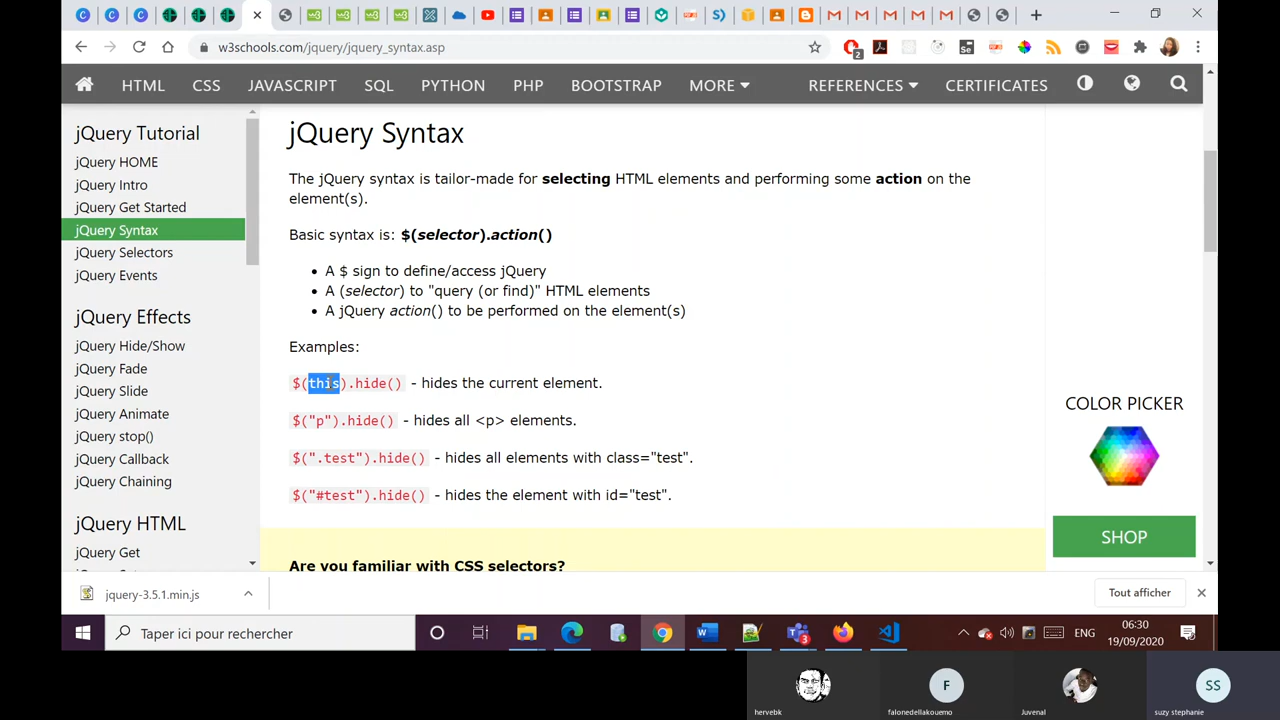 w3schools.com/jquery/jquery_syntax.asp
2
HTML CSS JAVASCRIPT SQL PYTHON PHP BOOTSTRAP MORE REFERENCES CERTIFICATES
jQuery Tutorial
jQuery HOME
jQuery Intro
jQuery Get Started
jQuery Syntax
jQuery Selectors
jQuery Events
jQuery Effects
jQuery Hide/Show
jQuery Fade
jQuery Slide
jQuery Animate
jQuery stop()
jQuery Callback
jQuery Chaining
jQuery HTML
jQuery Get
jQuery Syntax
The jQuery syntax is tailor-made for selecting HTML elements and performing some action on the
element(s).
Basic syntax is: $(selector).action()
• A $ sign to define/access jQuery
• A (selector) to "query (or find)" HTML elements
• A jQuery action() to be performed on the element(s)
Examples:
$(this).hide() - hides the current element.
$("p").hide() - hides all <p> elements.
$(".test").hide() - hides all elements with class="test".
$("#test").hide() - hides the element with id="test".
Are you familiar with CSS selectors?
COLOR PICKER
SHOP
jquery-3.5.1.min.js
Tout afficher
Taper ici pour rechercher
3
ENG
06:30
19/09/2020
F
SS
hervebk
falonedellakouemo
Juvenal
suzy stephanie